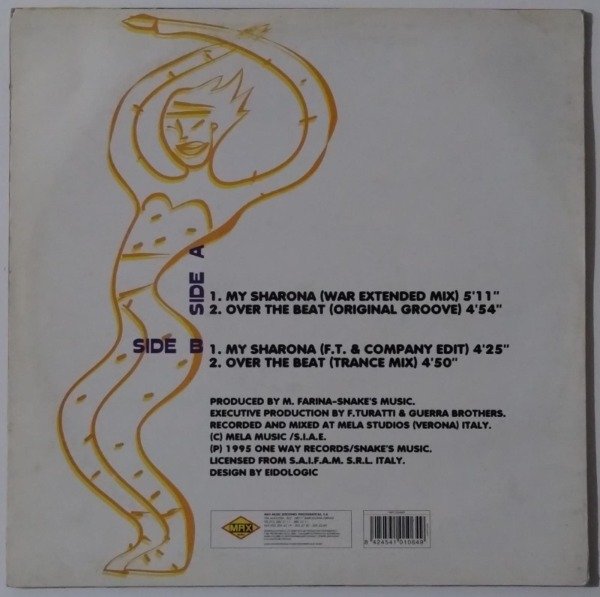 SIDE A
1. MY SHARONA (WAR EXTENDED MIX) 5'11"
2. OVER THE BEAT (ORIGINAL GROOVE) 4'54"
SIDE B
1. MY SHARONA (F.T. & COMPANY EDIT) 4'25"
2. OVER THE BEAT (TRANCE MIX) 4'50"
PRODUCED BY M. FARINA-SNAKE'S MUSIC.
EXECUTIVE PRODUCTION BY F.TURATTI & GUERRA BROTHERS.
RECORDED AND MIXED AT MELA STUDIOS (VERONA) ITALY.
(C) MELA MUSIC /S.I.A.E.
(P) 1995 ONE WAY RECORDS/SNAKE'S MUSIC.
LICENSED FROM S.A.I.F.A.M. S.R.L. ITALY.
DESIGN BY EIDOLOGIC
MAX
8 424541 010649